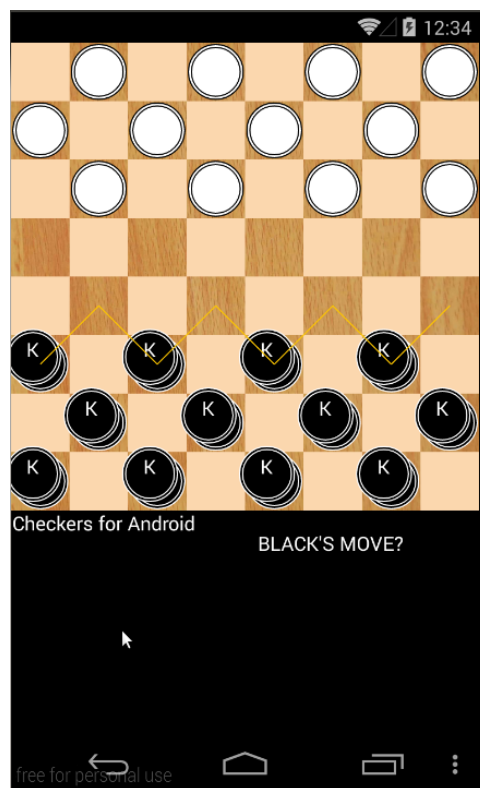 12:34
K K K K
K K K K
K K K K
Checkers for Android
BLACK'S MOVE?
free for personal use